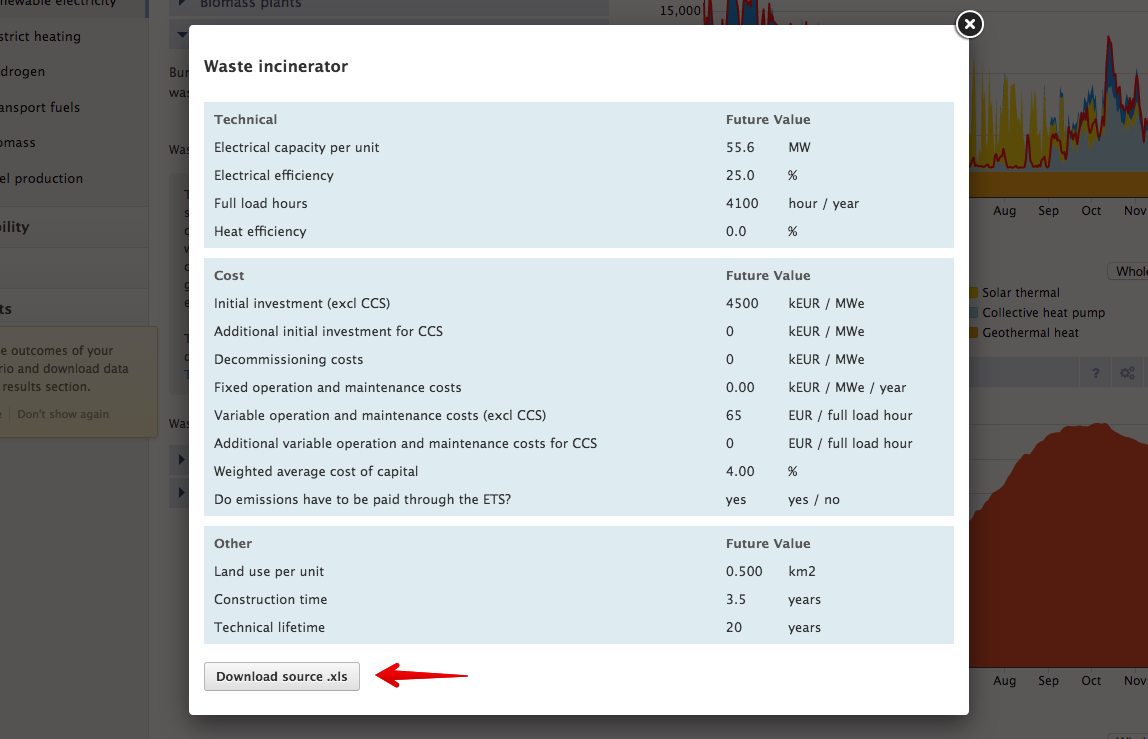 newable electricity
strict heating
drogen
ansport fuels
omass
el production
bility
ts
e outcomes of your
rio and download data
results section.
Don't show again
Biomass plants
15,000
Waste incinerator
Technical Future Value
Electrical capacity per unit 55.6 MW
Electrical efficiency 25.0 %
Full load hours 4100 hour / year
Heat efficiency 0.0 %
Cost Future Value
Initial investment (excl CCS) 4500 kEUR / MWe
Additional initial investment for CCS 0 kEUR / MWe
Decommissioning costs 0 kEUR / MWe
Fixed operation and maintenance costs 0.00 kEUR / MWe / year
Variable operation and maintenance costs (excl CCS) 65 EUR / full load hour
Additional variable operation and maintenance costs for CCS 0 EUR / full load hour
Weighted average cost of capital 4.00 %
Do emissions have to be paid through the ETS? yes yes / no
Other Future Value
Land use per unit 0.500 km2
Construction time 3.5 years
Technical lifetime 20 years
Download source .xls
Aug Sep Oct Nov
Whole
Solar thermal
Collective heat pump
Geothermal heat
?
Aug Sep Oct Nov